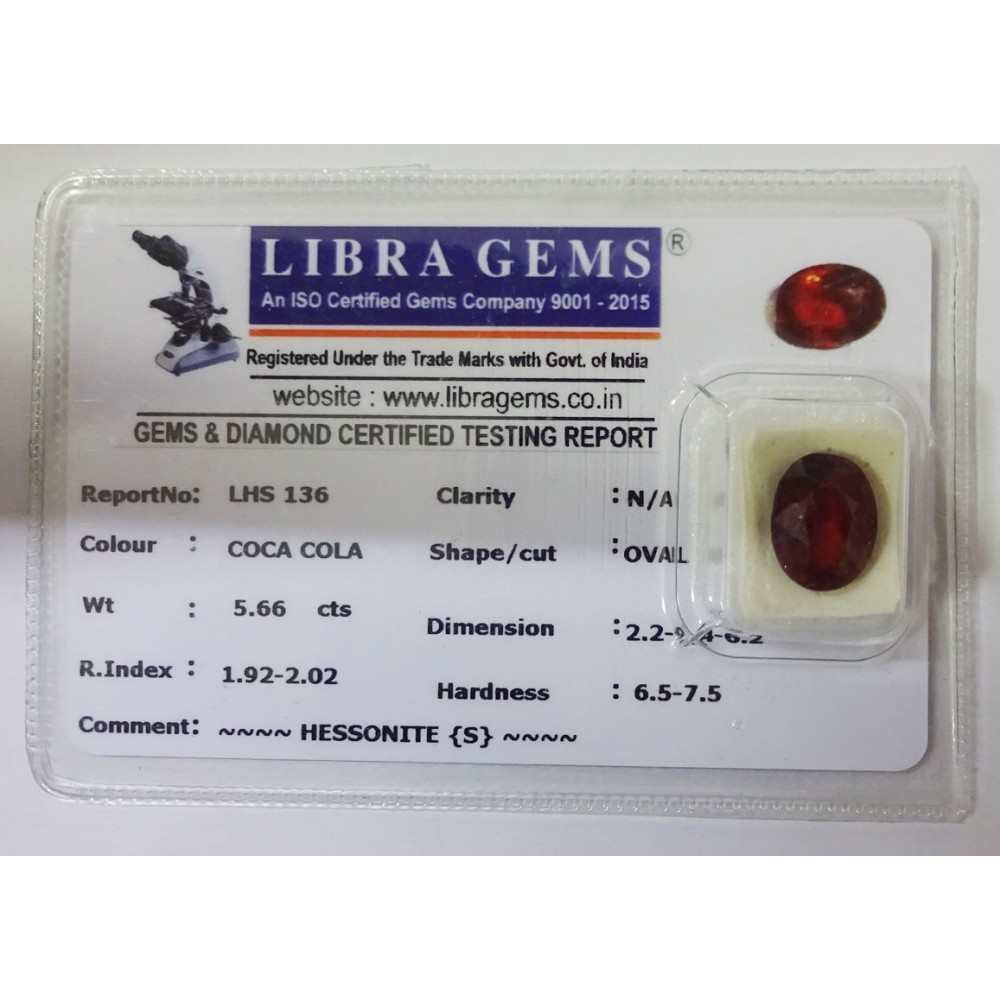 LIBRA GEMS ®
An ISO Certified Gems Company 9001 - 2015
Registered Under the Trade Marks with Govt. of India
website : www.libragems.co.in
GEMS & DIAMOND CERTIFIED TESTING REPORT
ReportNo: LHS 136 Clarity : N/A
Colour : COCA COLA Shape/cut : OVAL
Wt : 5.66 cts Dimension :
R.Index : 1.92-2.02 Hardness : 6.5-7.5
Comment: ~~~~ HESSONITE {S} ~~~~